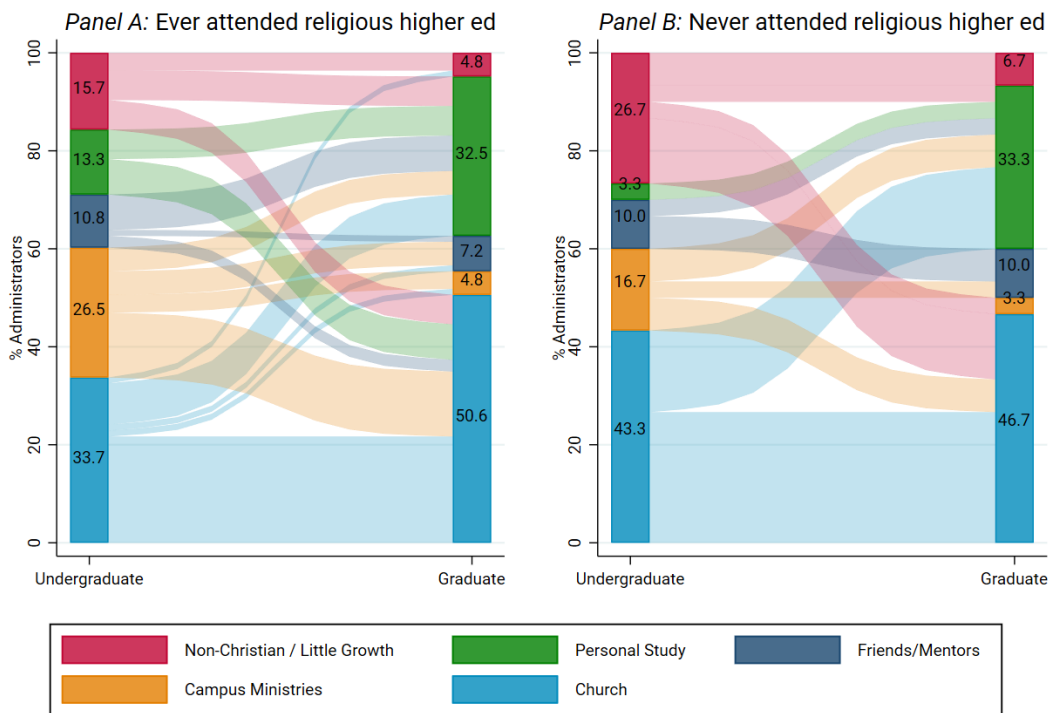 Panel A: Ever attended religious higher ed
Panel B: Never attended religious higher ed
% Administrators
0
20
40
60
80
100
15.7
13.3
10.8
26.5
33.7
4.8
32.5
7.2
4.8
50.6
Undergraduate
Graduate
% Administrators
0
20
40
60
80
100
26.7
3.3
10.0
16.7
43.3
6.7
33.3
10.0
3.3
46.7
Undergraduate
Graduate
Non-Christian / Little Growth
Personal Study
Friends/Mentors
Campus Ministries
Church